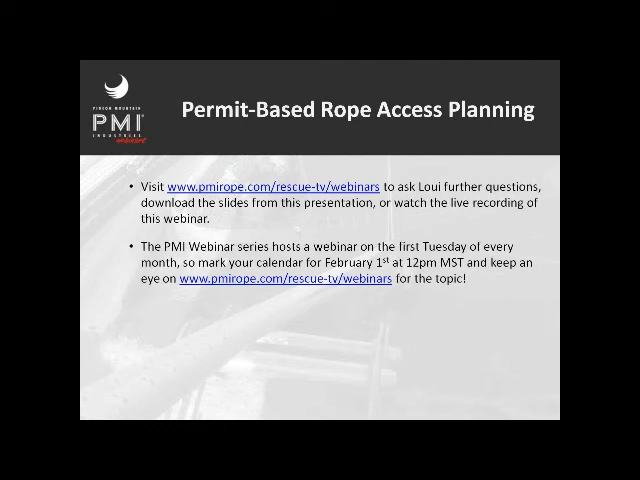 PIGEON MOUNTAIN
PMI
INDUSTRIES
webinars
Permit-Based Rope Access Planning
• Visit www.pmirope.com/rescue-tv/webinars to ask Loui further questions,
download the slides from this presentation, or watch the live recording of
this webinar.
• The PMI Webinar series hosts a webinar on the first Tuesday of every
month, so mark your calendar for February 1st at 12pm MST and keep an
eye on www.pmirope.com/rescue-tv/webinars for the topic!